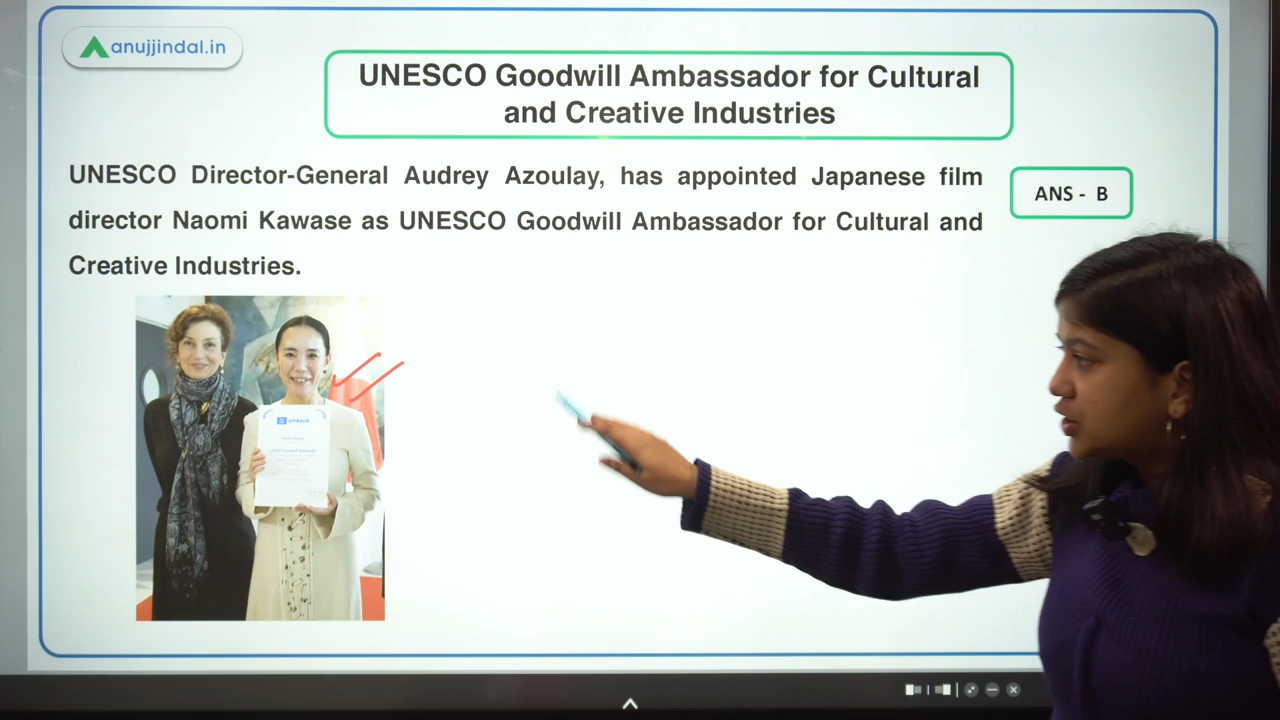 anujjindal.in
UNESCO Goodwill Ambassador for Cultural
and Creative Industries
UNESCO Director-General Audrey Azoulay, has appointed Japanese film
director Naomi Kawase as UNESCO Goodwill Ambassador for Cultural and
Creative Industries.
ANS - B
unesco